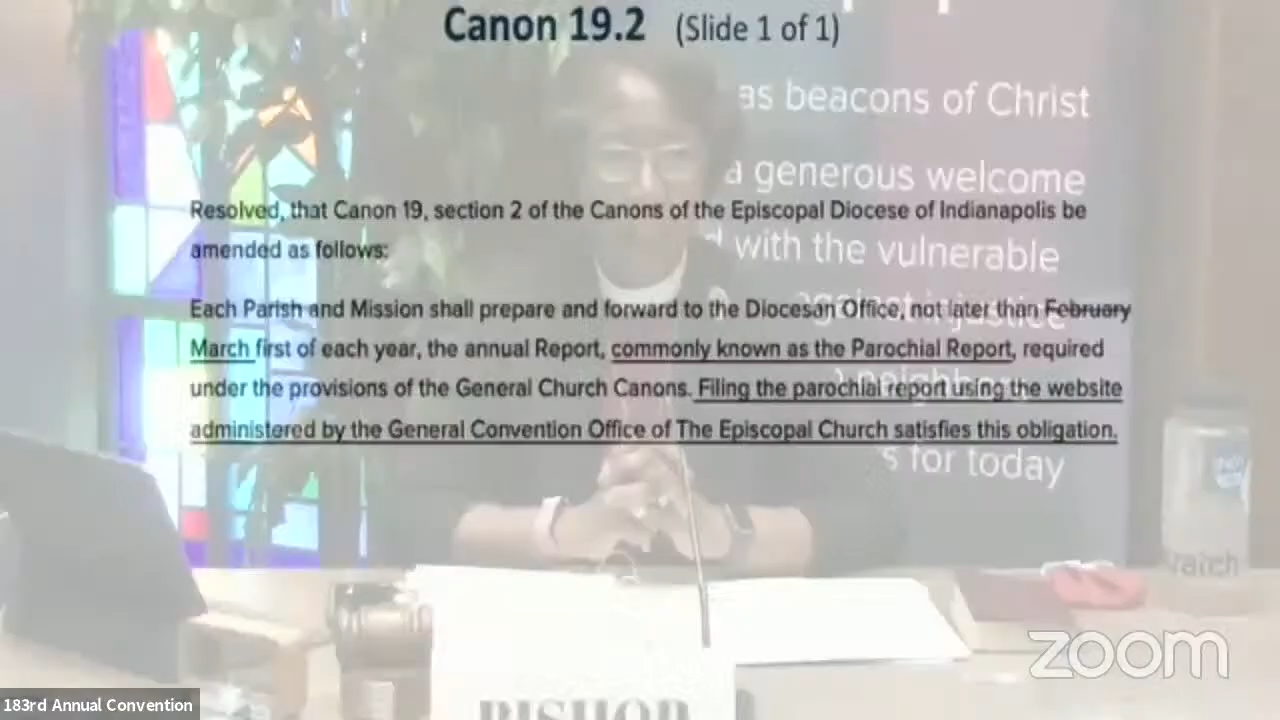 Canon 19.2 (Slide 1 of 1)
as beacons of Christ
a generous welcome
Resolved, that Canon 19, section 2 of the Canons of the Episcopal Diocese of Indianapolis be
amended as follows:
with the vulnerable
against injustice
Each Parish and Mission shall prepare and forward to the Diocesan Office, not later than February
March first of each year, the annual Report, commonly known as the Parochial Report, required
under the provisions of the General Church Canons. Filing the parochial report using the website
administered by the General Convention Office of The Episcopal Church satisfies this obligation.
s for today
zoom
183rd Annual Convention
BISHOP